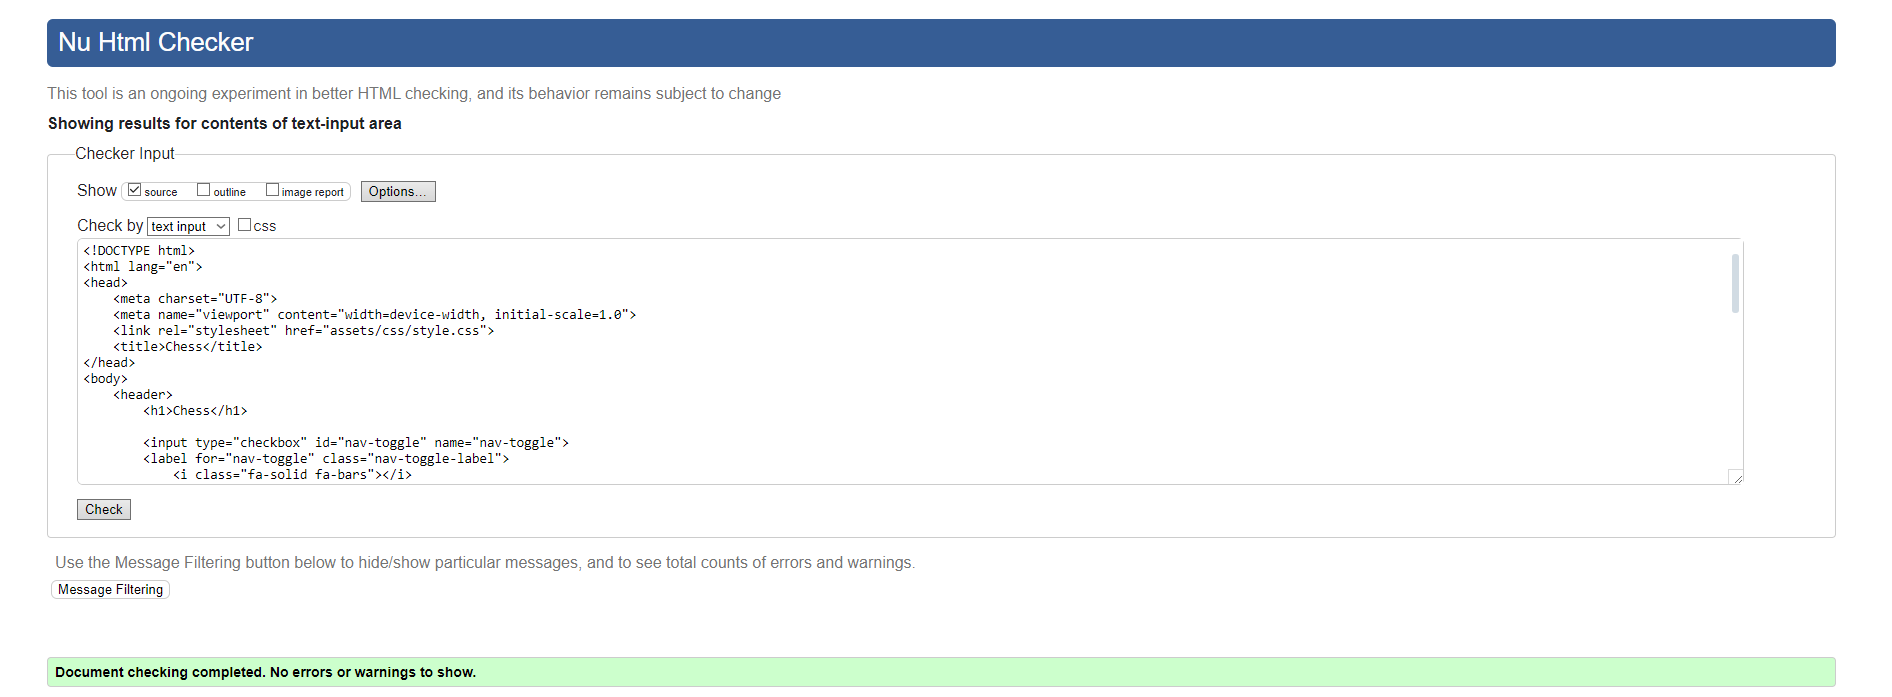 Nu Html Checker
This tool is an ongoing experiment in better HTML checking, and its behavior remains subject to change
Showing results for contents of text-input area
Checker Input
Show source outline image report Options...
Check by text input css
<!DOCTYPE html>
<html lang="en">
<head>
    <meta charset="UTF-8">
    <meta name="viewport" content="width=device-width, initial-scale=1.0">
    <link rel="stylesheet" href="assets/css/style.css">
    <title>Chess</title>
</head>
<body>
    <header>
        <h1>Chess</h1>

        <input type="checkbox" id="nav-toggle" name="nav-toggle">
        <label for="nav-toggle" class="nav-toggle-label">
            <i class="fa-solid fa-bars"></i>
Check
Use the Message Filtering button below to hide/show particular messages, and to see total counts of errors and warnings.
Message Filtering
Document checking completed. No errors or warnings to show.